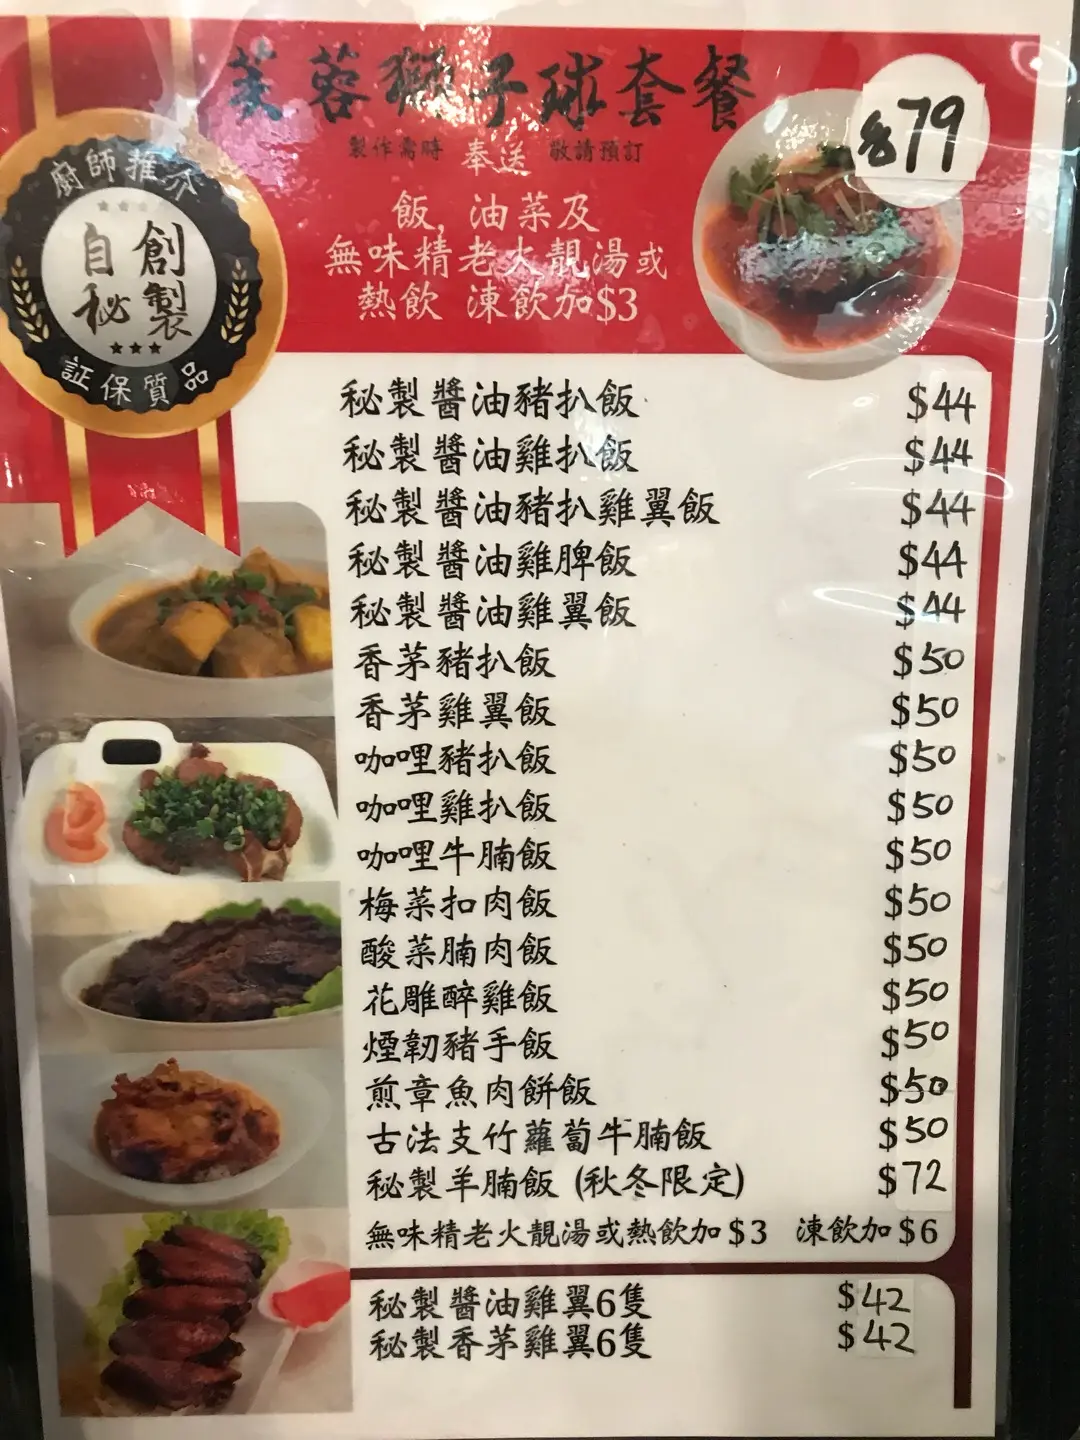 芙蓉獅子球套餐
79
製作需時 奉送 敬請預訂
飯, 油菜及
無味精老火靚湯或
熱飲 凍飲加$3
廚師推介
自創
秘製
証保質品
秘製醬油豬扒飯 $44
秘製醬油雞扒飯 $44
秘製醬油豬扒雞翼飯 $44
秘製醬油雞脾飯 $44
秘製醬油雞翼飯 $44
香茅豬扒飯 $50
香茅雞翼飯 $50
咖哩豬扒飯 $50
咖哩雞扒飯 $50
咖哩牛腩飯 $50
梅菜扣肉飯 $50
酸菜腩肉飯 $50
花雕醉雞飯 $50
煙韌豬手飯 $50
煎章魚肉餅飯 $50
古法支竹蘿蔔牛腩飯 $50
秘製羊腩飯 (秋冬限定) $72
無味精老火靚湯或熱飲加$3 凍飲加$6
秘製醬油雞翼6隻 $42
秘製香茅雞翼6隻 $42